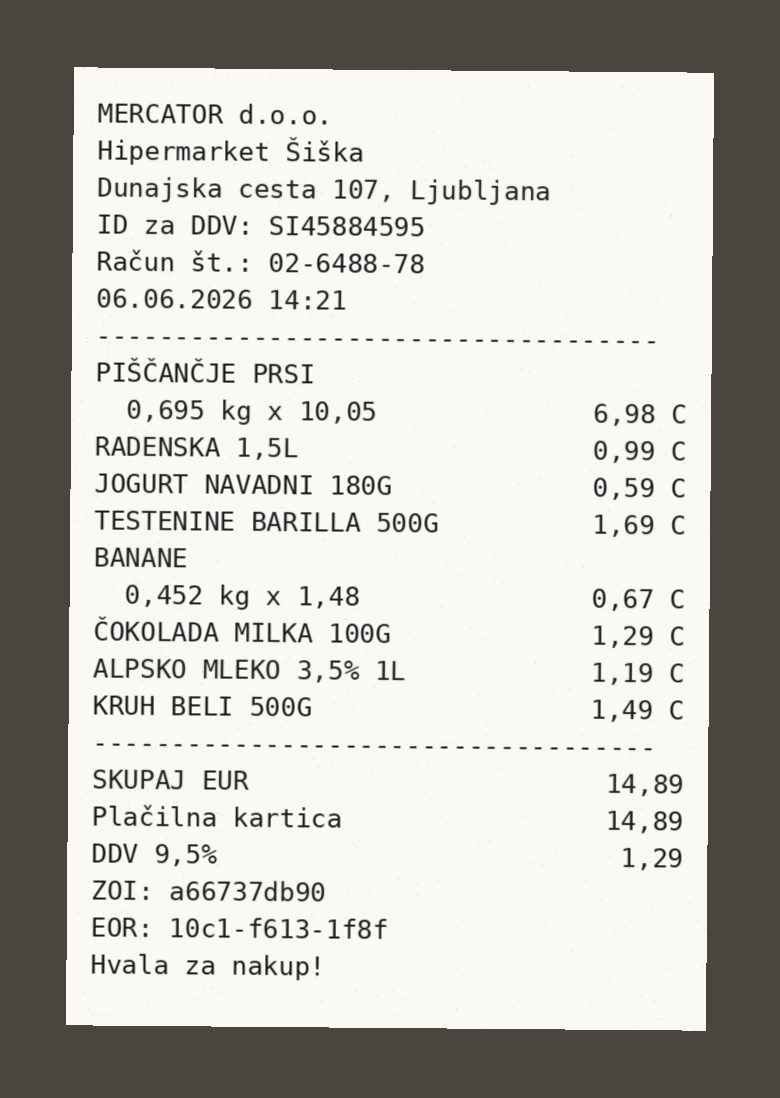 MERCATOR d.o.o.
Hipermarket Šiška
Dunajska cesta 107, Ljubljana
ID za DDV: SI45884595
Račun št.: 02-6488-78
06.06.2026 14:21
------------------------------------
PIŠČANČJE PRSI
  0,695 kg x 10,05 6,98 C
RADENSKA 1,5L 0,99 C
JOGURT NAVADNI 180G 0,59 C
TESTENINE BARILLA 500G 1,69 C
BANANE
  0,452 kg x 1,48 0,67 C
ČOKOLADA MILKA 100G 1,29 C
ALPSKO MLEKO 3,5% 1L 1,19 C
KRUH BELI 500G 1,49 C
------------------------------------
SKUPAJ EUR 14,89
Plačilna kartica 14,89
DDV 9,5% 1,29
ZOI: a66737db90
EOR: 10c1-f613-1f8f
Hvala za nakup!